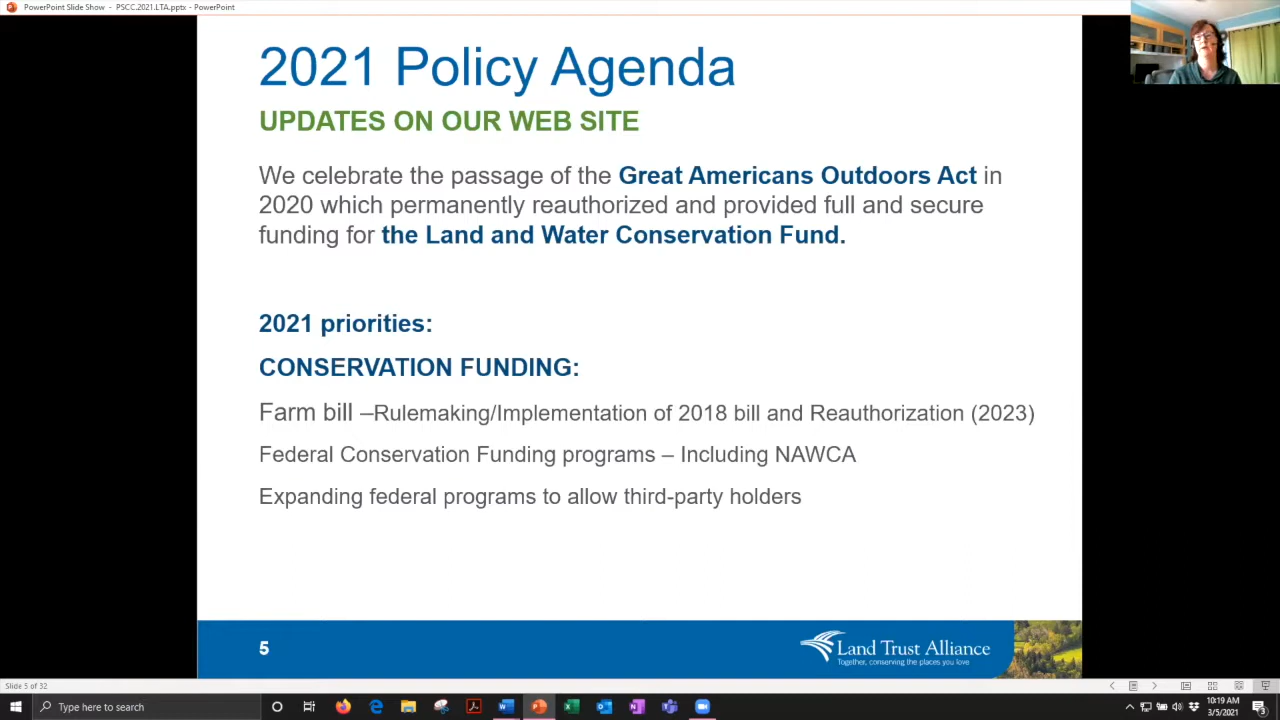 PowerPoint Slide Show - PSCC.2021.LTA.pptx - PowerPoint
2021 Policy Agenda
UPDATES ON OUR WEB SITE
We celebrate the passage of the Great Americans Outdoors Act in
2020 which permanently reauthorized and provided full and secure
funding for the Land and Water Conservation Fund.
2021 priorities:
CONSERVATION FUNDING:
Farm bill –Rulemaking/Implementation of 2018 bill and Reauthorization (2023)
Federal Conservation Funding programs – Including NAWCA
Expanding federal programs to allow third-party holders
5
Land Trust Alliance
Together, conserving the places you love
Slide 5 of 32
Type here to search
10:19 AM
3/5/2021
3